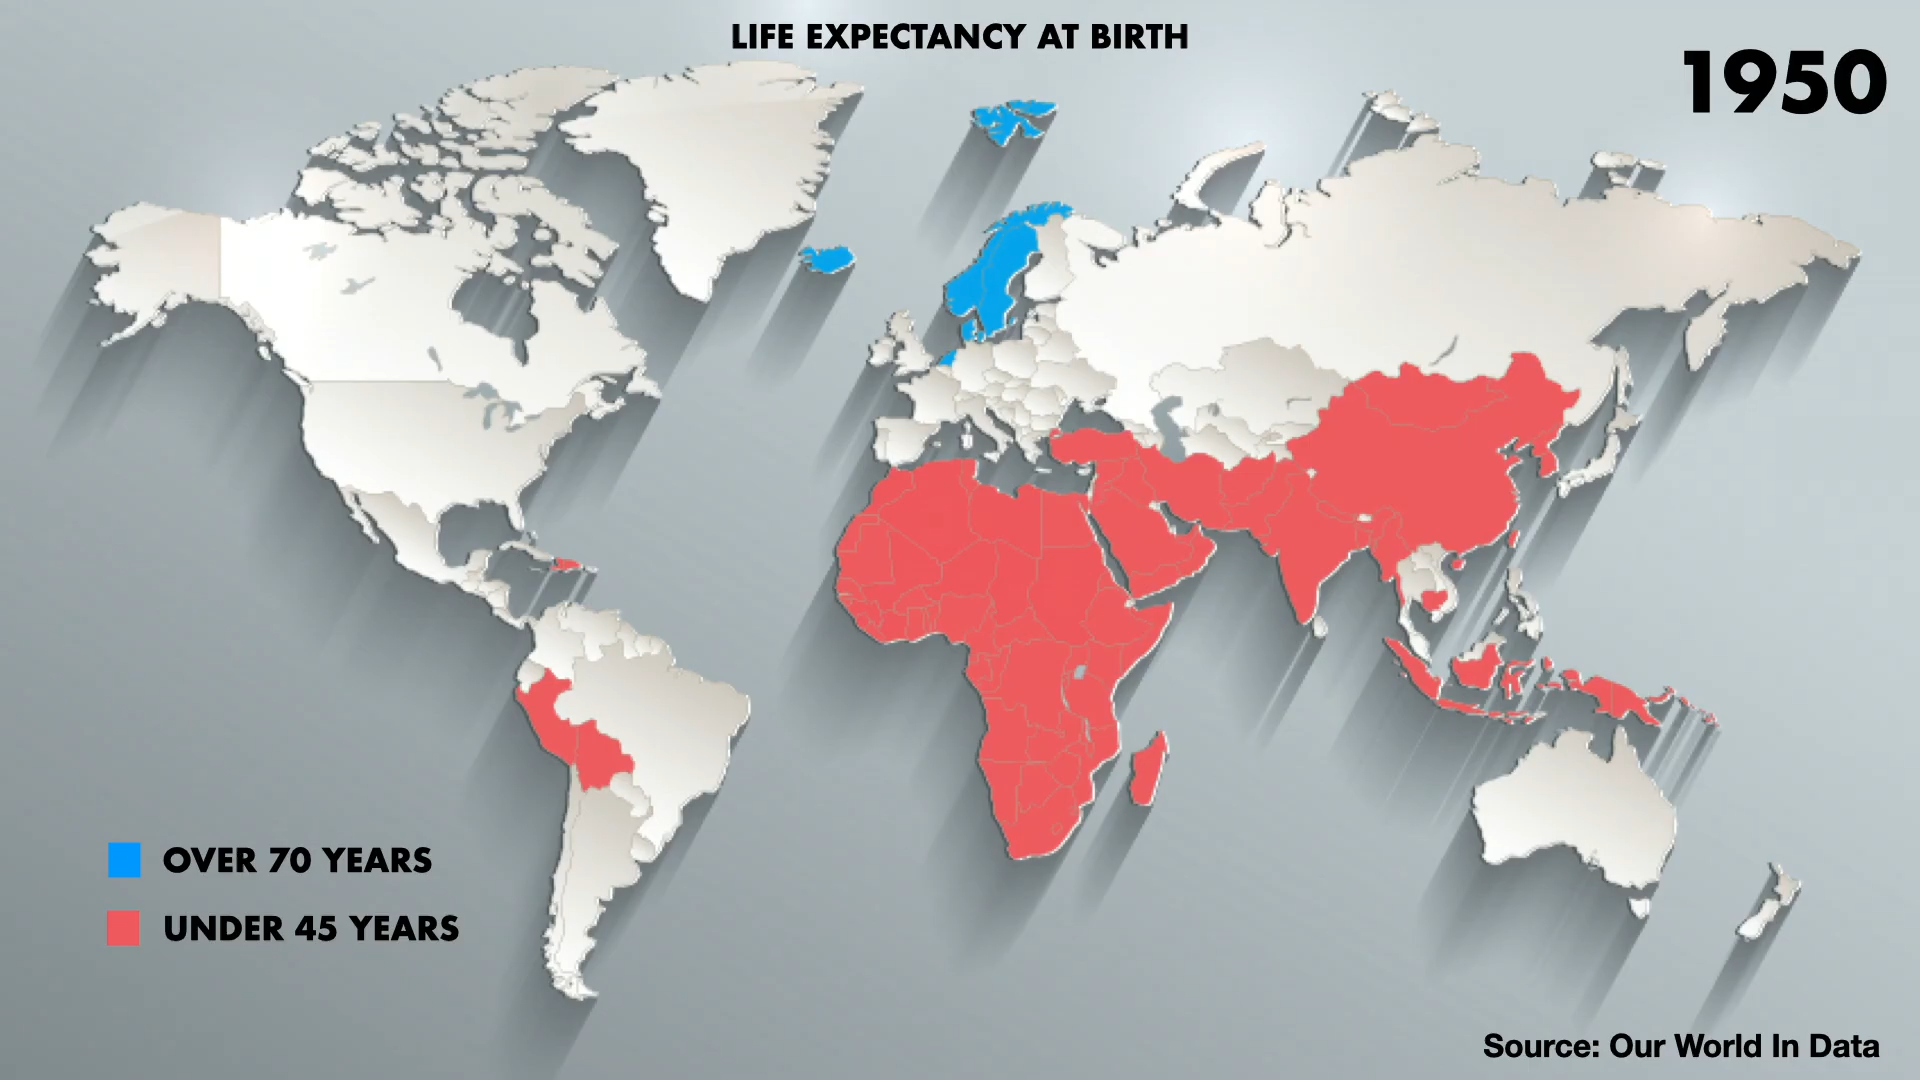 LIFE EXPECTANCY AT BIRTH
1950
OVER 70 YEARS
UNDER 45 YEARS
Source: Our World In Data